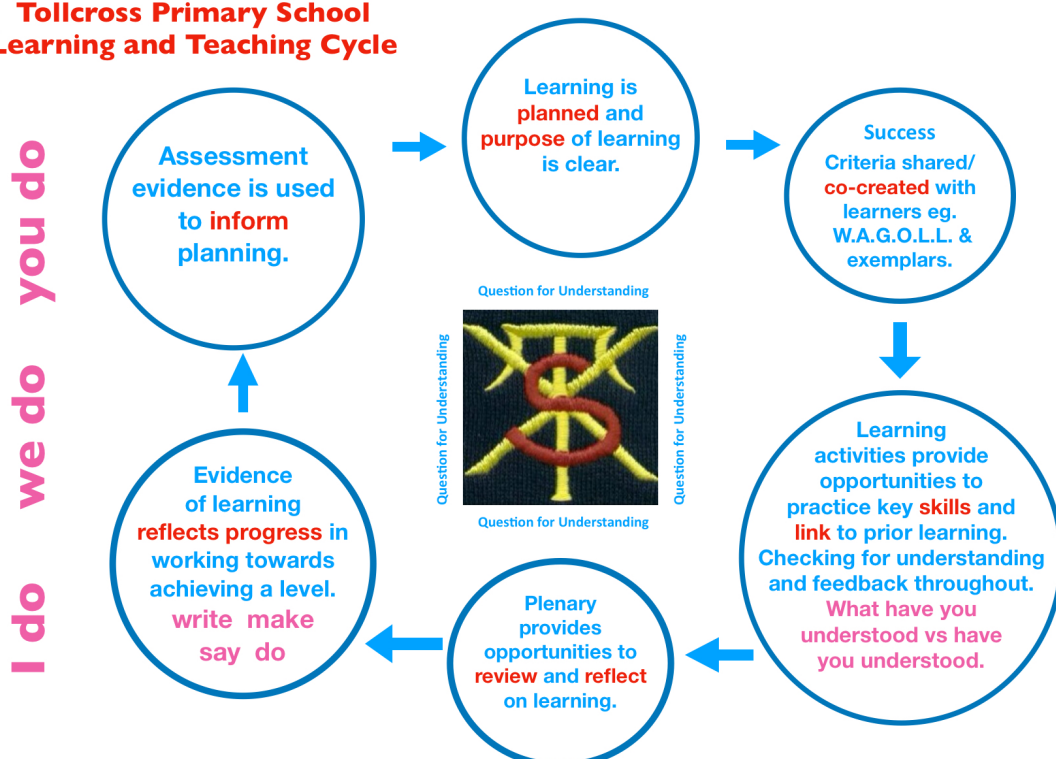 Tollcross Primary School
Learning and Teaching Cycle
Learning is
planned and
purpose of learning
is clear.
Success
Criteria shared/
co-created with
learners eg.
W.A.G.O.L.L. &
exemplars.
Learning
activities provide
opportunities to
practice key skills and
link to prior learning.
Checking for understanding
and feedback throughout.
What have you
understood vs have
you understood.
Plenary
provides
opportunities to
review and reflect
on learning.
Evidence
of learning
reflects progress in
working towards
achieving a level.
write make
say do
Assessment
evidence is used
to inform
planning.
Question for Understanding
Question for Understanding
Question for Understanding
Question for Understanding
I do we do you do